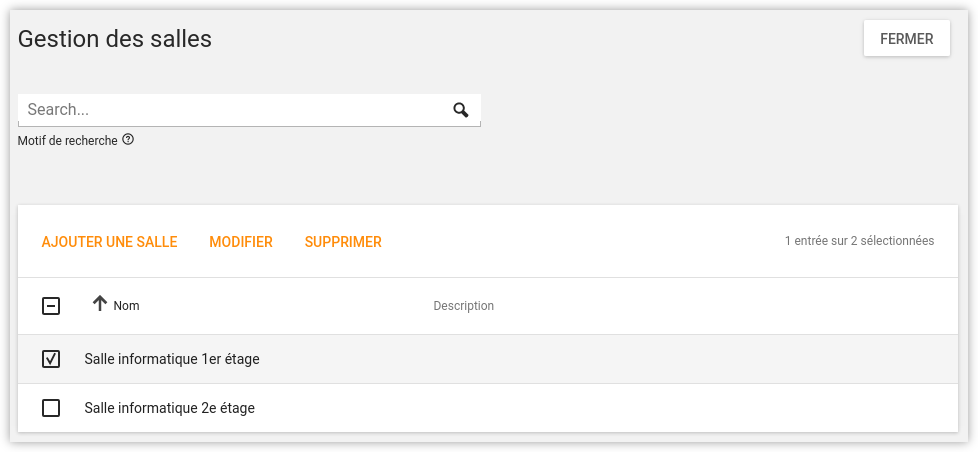 Gestion des salles
FERMER
Search...
Motif de recherche
AJOUTER UNE SALLE MODIFIER SUPPRIMER 1 entrée sur 2 sélectionnées
Nom Description
Salle informatique 1er étage
Salle informatique 2e étage